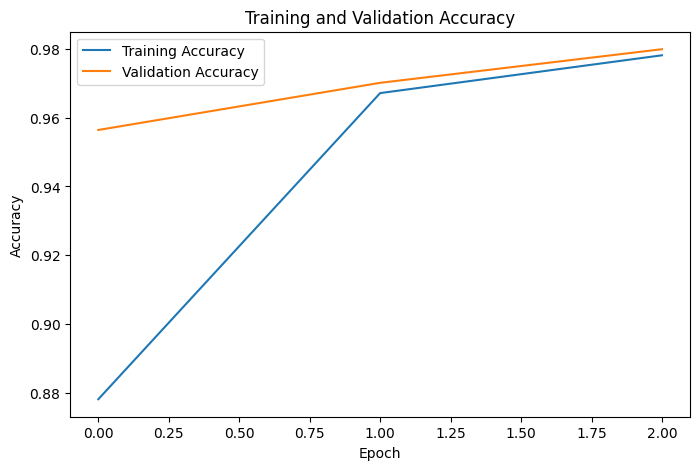 Training and Validation Accuracy
Training Accuracy
Validation Accuracy
0.98
0.96
0.94
0.92
0.90
0.88
Accuracy
0.00 0.25 0.50 0.75 1.00 1.25 1.50 1.75 2.00
Epoch